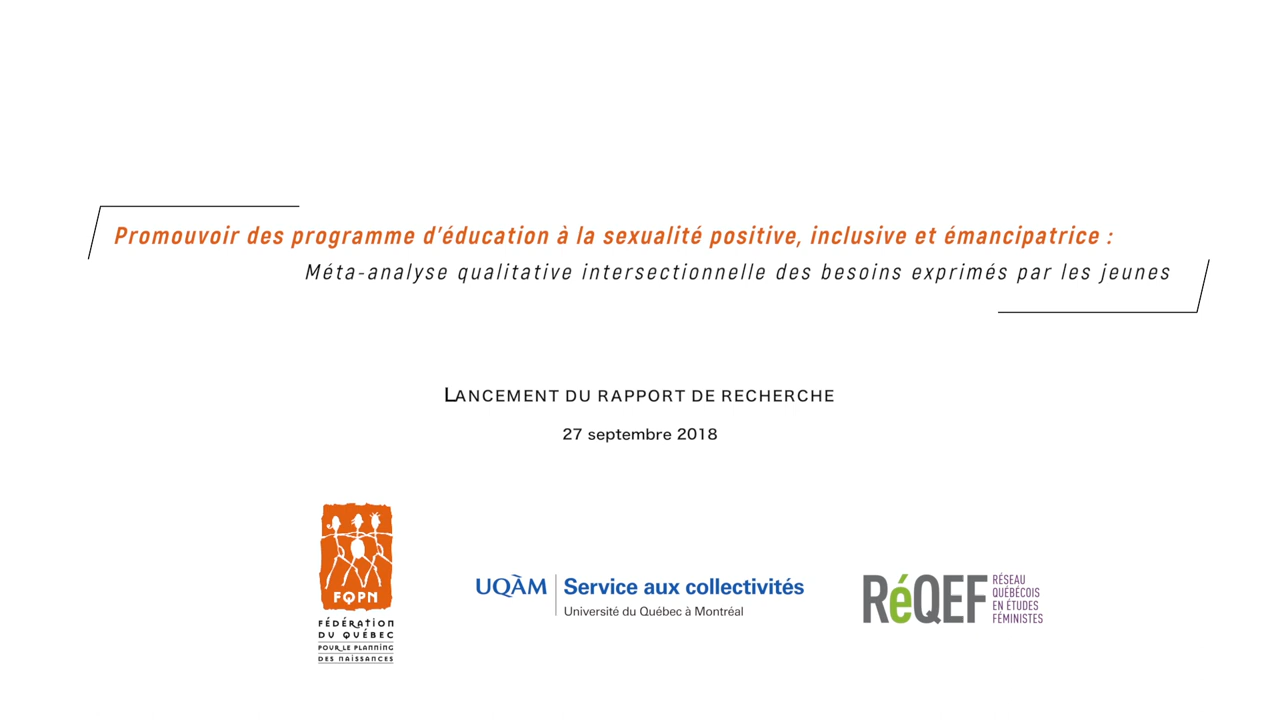 Promouvoir des programme d'éducation à la sexualité positive, inclusive et émancipatrice :
Méta-analyse qualitative intersectionnelle des besoins exprimés par les jeunes
LANCEMENT DU RAPPORT DE RECHERCHE
27 septembre 2018
FQPN
FÉDÉRATION
DU QUÉBEC
POUR LE PLANNING
DES NAISSANCES
UQÀM Service aux collectivités
Université du Québec à Montréal
RéQEF
RÉSEAU
QUÉBÉCOIS
EN ÉTUDES
FÉMINISTES